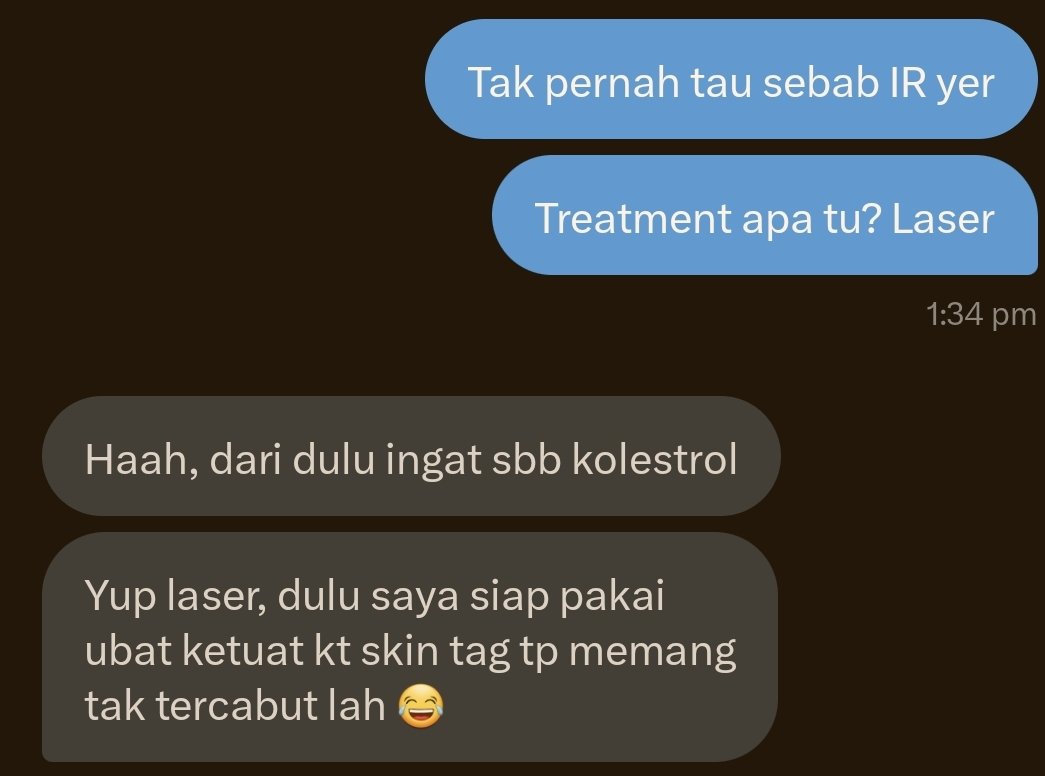 Tak pernah tau sebab IR yer
Treatment apa tu? Laser
1:34 pm
Haah, dari dulu ingat sbb kolestrol
Yup laser, dulu saya siap pakai
ubat ketuat kt skin tag tp memang
tak tercabut lah 😂